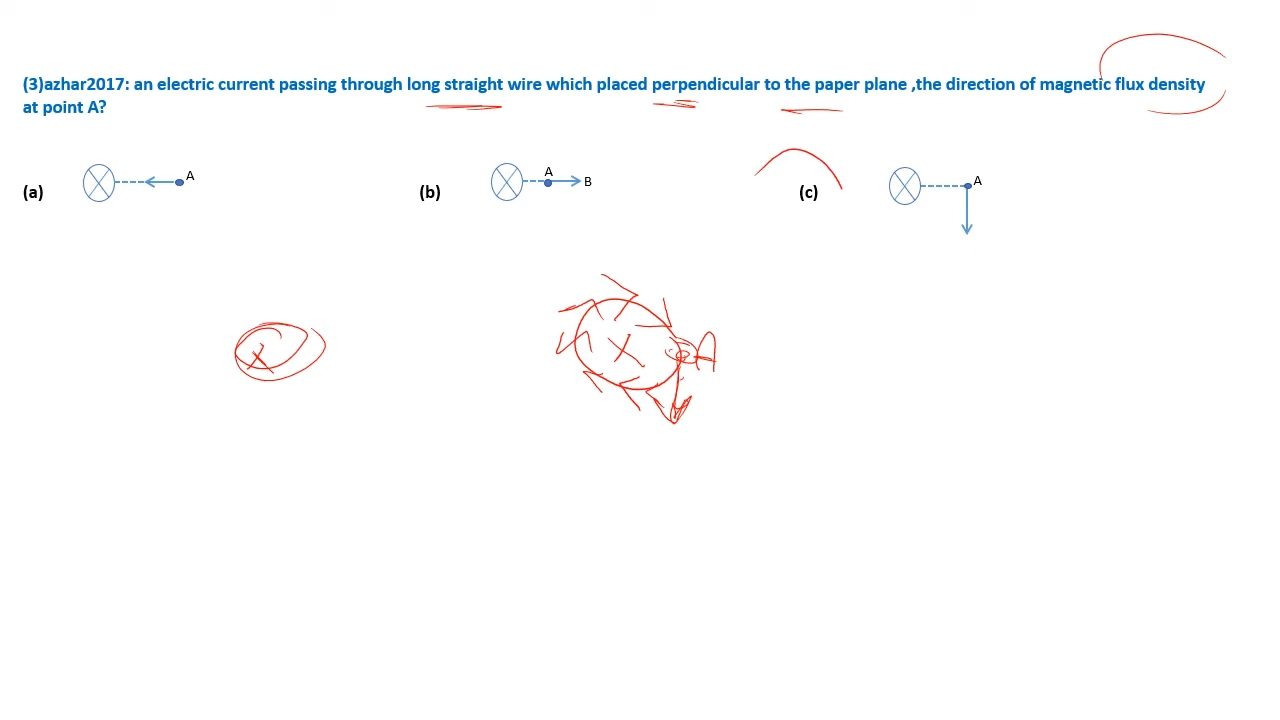 (3)azhar2017: an electric current passing through long straight wire which placed perpendicular to the paper plane ,the direction of magnetic flux density
at point A?
(a) A
(b) A B
(c) A
X
X A